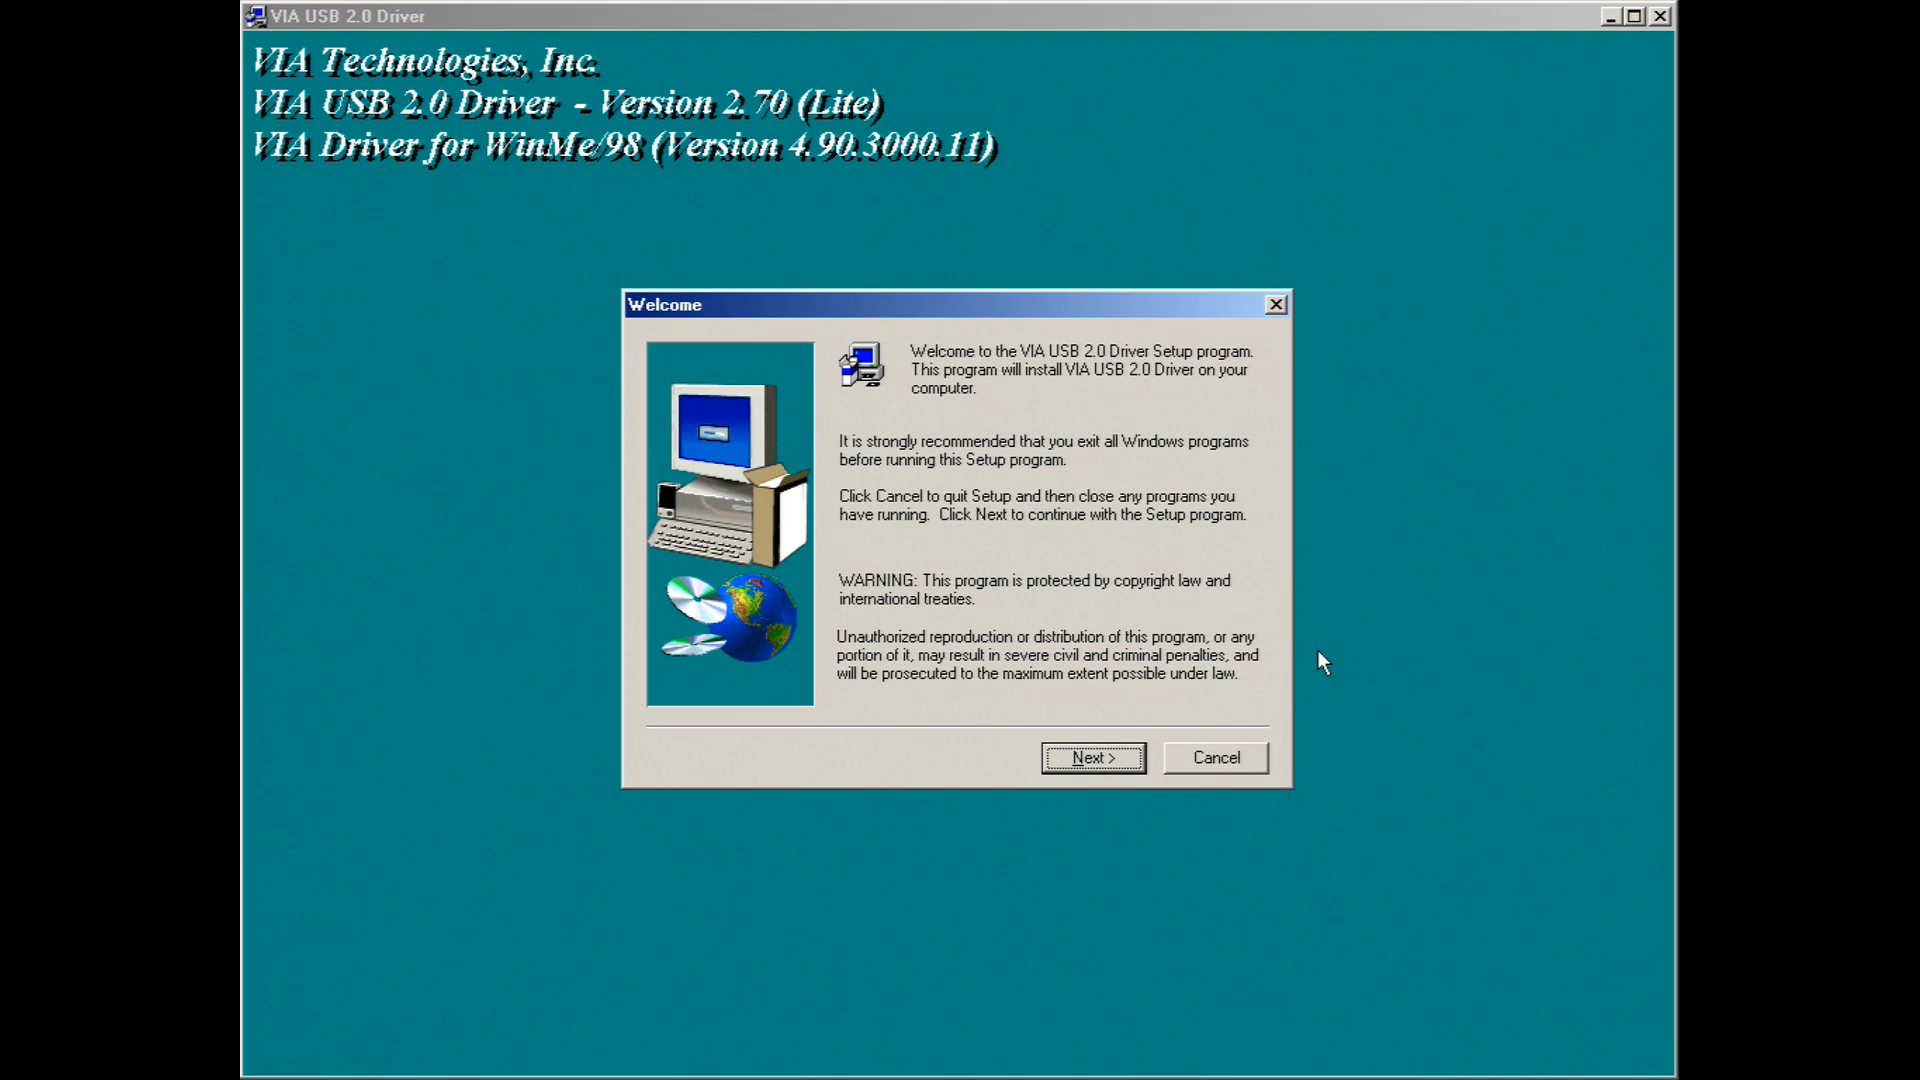 VIA USB 2.0 Driver
VIA Technologies, Inc.
VIA USB 2.0 Driver - Version 2.70 (Lite)
VIA Driver for WinMe/98 (Version 4.90.3000.11)
Welcome
Welcome to the VIA USB 2.0 Driver Setup program.
This program will install VIA USB 2.0 Driver on your
computer.
It is strongly recommended that you exit all Windows programs
before running this Setup program.
Click Cancel to quit Setup and then close any programs you
have running. Click Next to continue with the Setup program.
WARNING: This program is protected by copyright law and
international treaties.
Unauthorized reproduction or distribution of this program, or any
portion of it, may result in severe civil and criminal penalties, and
will be prosecuted to the maximum extent possible under law.
Next >
Cancel